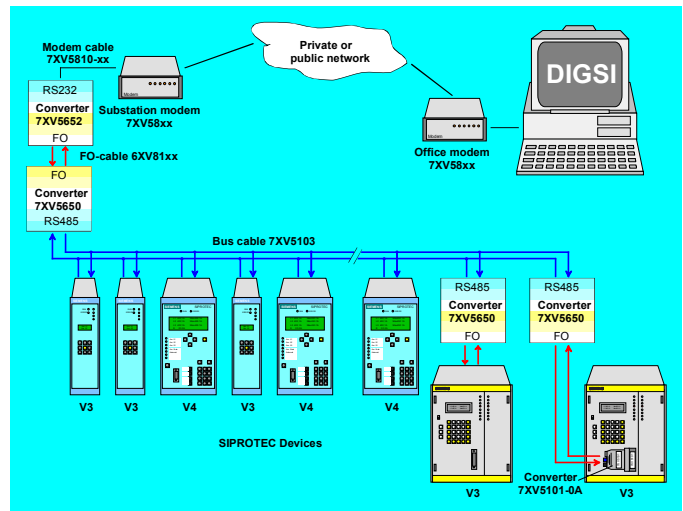 Modem cable
7XV5810-xx
Private or
public network
DIGSI
RS232
Converter
7XV5652
FO
Modem
Substation modem
7XV58xx
Modem
Office modem
7XV58xx
FO-cable 6XV81xx
FO
Converter
7XV5650
RS485
Bus cable 7XV5103
RS485
Converter
7XV5650
FO
RS485
Converter
7XV5650
FO
V3
V3
V4
V3
V4
V4
SIPROTEC Devices
Converter
7XV5101-0A
V3
V3